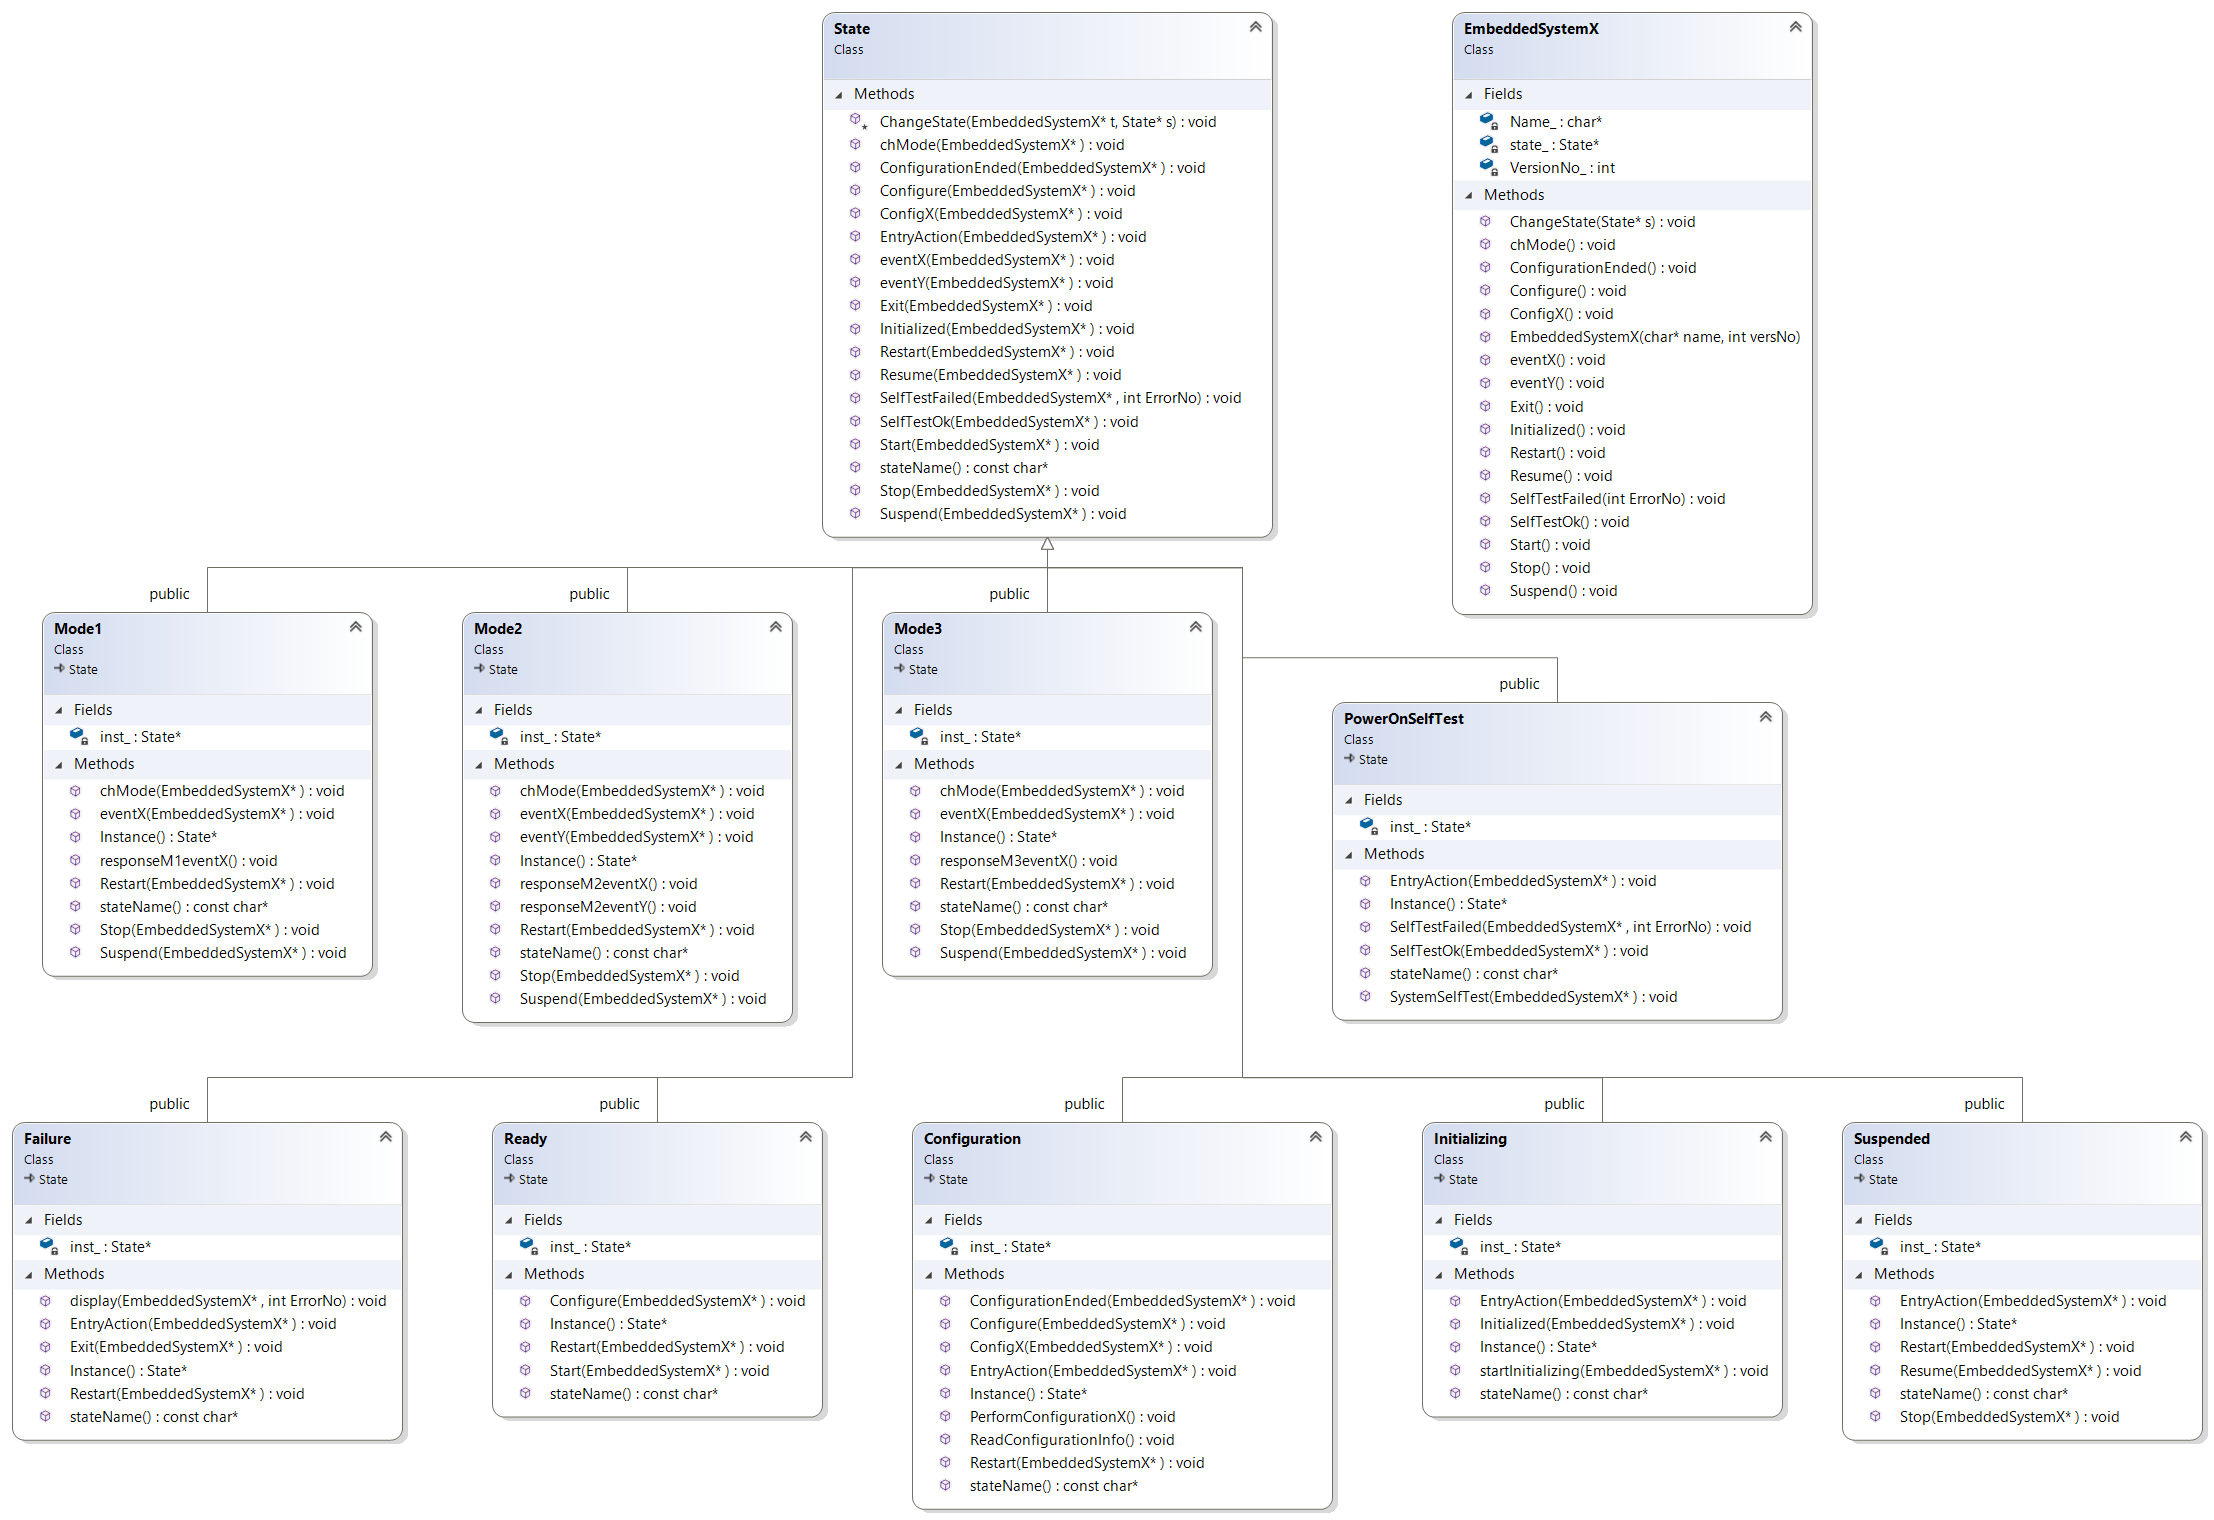 State
Class
Methods
ChangeState(EmbeddedSystemX* t, State* s) : void
chMode(EmbeddedSystemX* ) : void
ConfigurationEnded(EmbeddedSystemX* ) : void
Configure(EmbeddedSystemX* ) : void
ConfigX(EmbeddedSystemX* ) : void
EntryAction(EmbeddedSystemX* ) : void
eventX(EmbeddedSystemX* ) : void
eventY(EmbeddedSystemX* ) : void
Exit(EmbeddedSystemX* ) : void
Initialized(EmbeddedSystemX* ) : void
Restart(EmbeddedSystemX* ) : void
Resume(EmbeddedSystemX* ) : void
SelfTestFailed(EmbeddedSystemX* , int ErrorNo) : void
SelfTestOk(EmbeddedSystemX* ) : void
Start(EmbeddedSystemX* ) : void
stateName() : const char*
Stop(EmbeddedSystemX* ) : void
Suspend(EmbeddedSystemX* ) : void
EmbeddedSystemX
Class
Fields
Name_ : char*
state_ : State*
VersionNo_ : int
Methods
ChangeState(State* s) : void
chMode() : void
ConfigurationEnded() : void
Configure() : void
ConfigX() : void
EmbeddedSystemX(char* name, int versNo)
eventX() : void
eventY() : void
Exit() : void
Initialized() : void
Restart() : void
Resume() : void
SelfTestFailed(int ErrorNo) : void
SelfTestOk() : void
Start() : void
Stop() : void
Suspend() : void
public
Mode1
Class
State
Fields
inst_ : State*
Methods
chMode(EmbeddedSystemX* ) : void
eventX(EmbeddedSystemX* ) : void
Instance() : State*
responseM1eventX() : void
Restart(EmbeddedSystemX* ) : void
stateName() : const char*
Stop(EmbeddedSystemX* ) : void
Suspend(EmbeddedSystemX* ) : void
public
Mode2
Class
State
Fields
inst_ : State*
Methods
chMode(EmbeddedSystemX* ) : void
eventX(EmbeddedSystemX* ) : void
eventY(EmbeddedSystemX* ) : void
Instance() : State*
responseM2eventX() : void
responseM2eventY() : void
Restart(EmbeddedSystemX* ) : void
stateName() : const char*
Stop(EmbeddedSystemX* ) : void
Suspend(EmbeddedSystemX* ) : void
public
Mode3
Class
State
Fields
inst_ : State*
Methods
chMode(EmbeddedSystemX* ) : void
eventX(EmbeddedSystemX* ) : void
Instance() : State*
responseM3eventX() : void
Restart(EmbeddedSystemX* ) : void
stateName() : const char*
Stop(EmbeddedSystemX* ) : void
Suspend(EmbeddedSystemX* ) : void
public
PowerOnSelfTest
Class
State
Fields
inst_ : State*
Methods
EntryAction(EmbeddedSystemX* ) : void
Instance() : State*
SelfTestFailed(EmbeddedSystemX* , int ErrorNo) : void
SelfTestOk(EmbeddedSystemX* ) : void
stateName() : const char*
SystemSelfTest(EmbeddedSystemX* ) : void
public
Failure
Class
State
Fields
inst_ : State*
Methods
display(EmbeddedSystemX* , int ErrorNo) : void
EntryAction(EmbeddedSystemX* ) : void
Exit(EmbeddedSystemX* ) : void
Instance() : State*
Restart(EmbeddedSystemX* ) : void
stateName() : const char*
public
Ready
Class
State
Fields
inst_ : State*
Methods
Configure(EmbeddedSystemX* ) : void
Instance() : State*
Restart(EmbeddedSystemX* ) : void
Start(EmbeddedSystemX* ) : void
stateName() : const char*
public
Configuration
Class
State
Fields
inst_ : State*
Methods
ConfigurationEnded(EmbeddedSystemX* ) : void
Configure(EmbeddedSystemX* ) : void
ConfigX(EmbeddedSystemX* ) : void
EntryAction(EmbeddedSystemX* ) : void
Instance() : State*
PerformConfigurationX() : void
ReadConfigurationInfo() : void
Restart(EmbeddedSystemX* ) : void
stateName() : const char*
public
Initializing
Class
State
Fields
inst_ : State*
Methods
EntryAction(EmbeddedSystemX* ) : void
Initialized(EmbeddedSystemX* ) : void
Instance() : State*
startInitializing(EmbeddedSystemX* ) : void
stateName() : const char*
public
Suspended
Class
State
Fields
inst_ : State*
Methods
EntryAction(EmbeddedSystemX* ) : void
Instance() : State*
Restart(EmbeddedSystemX* ) : void
Resume(EmbeddedSystemX* ) : void
stateName() : const char*
Stop(EmbeddedSystemX* ) : void